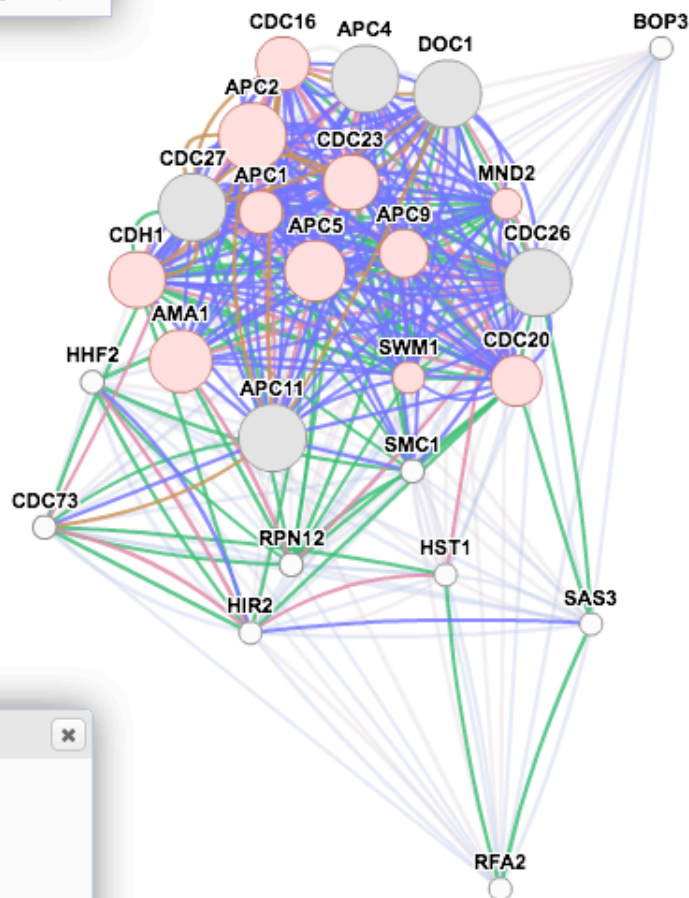 CDC16
APC4
BOP3
DOC1
APC2
CDC23
CDC27
APC1
MND2
APC5
APC9
CDH1
CDC26
AMA1
SWM1
CDC20
HHF2
APC11
SMC1
CDC73
RPN12
HST1
HIR2
SAS3
RFA2